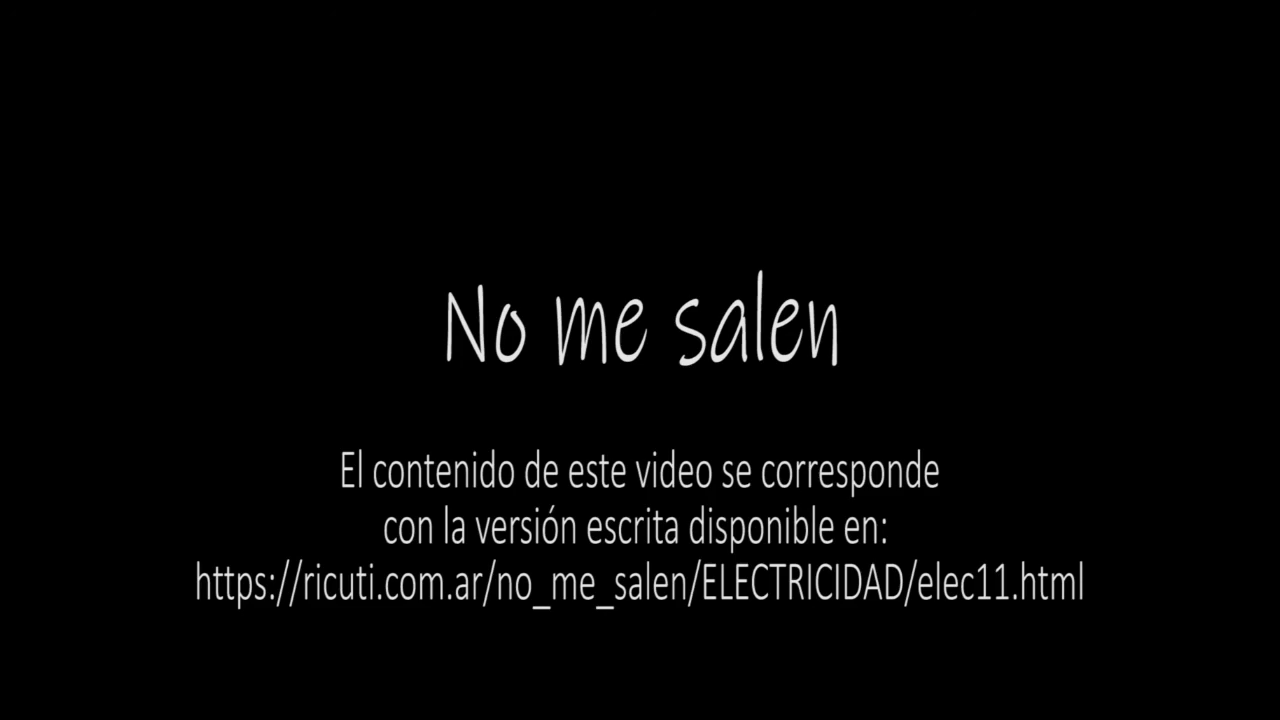 No me salen
El contenido de este video se corresponde
con la versión escrita disponible en:
https://ricuti.com.ar/no_me_salen/ELECTRICIDAD/elec11.html